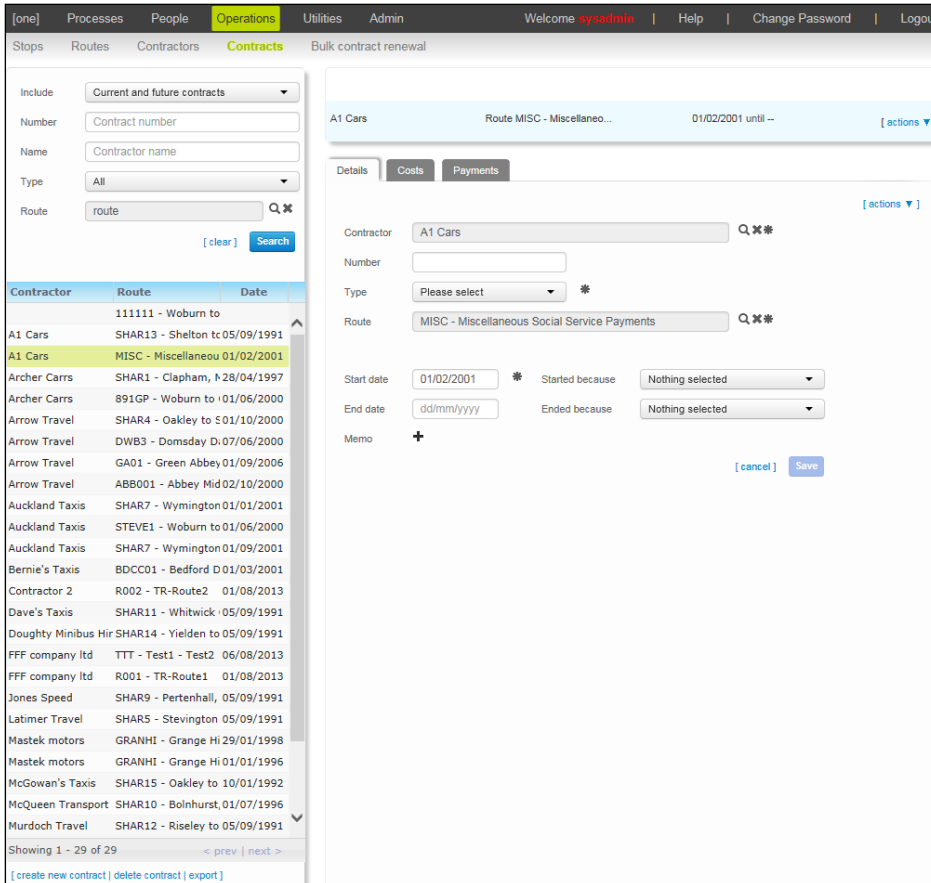 [one] Processes People Operations Utilities Admin Welcome sysadmin | Help | Change Password | Logou
Stops Routes Contractors Contracts Bulk contract renewal
Include Current and future contracts
Number Contract number
Name Contractor name
Type All
Route route
[ clear ] Search
Contractor Route Date
111111 - Woburn to
A1 Cars SHAR13 - Shelton to 05/09/1991
A1 Cars MISC - Miscellaneou 01/02/2001
Archer Carrs SHAR1 - Clapham, N 28/04/1997
Archer Carrs 891GP - Woburn to 01/06/2000
Arrow Travel SHAR4 - Oakley to S 01/10/2000
Arrow Travel DWB3 - Domsday D 07/06/2000
Arrow Travel GA01 - Green Abbey 01/09/2006
Arrow Travel ABB001 - Abbey Mid 02/10/2000
Auckland Taxis SHAR7 - Wymington 01/01/2001
Auckland Taxis STEVE1 - Woburn to 01/06/2000
Auckland Taxis SHAR7 - Wymington 01/09/2001
Bernie's Taxis BDCC01 - Bedford D 01/03/2001
Contractor 2 R002 - TR-Route2 01/08/2013
Dave's Taxis SHAR11 - Whitwick 05/09/1991
Doughty Minibus Hir SHAR14 - Yielden to 05/09/1991
FFF company ltd TTT - Test1 - Test2 06/08/2013
FFF company ltd R001 - TR-Route1 01/08/2013
Jones Speed SHAR9 - Pertenhall, 05/09/1991
Latimer Travel SHAR5 - Stevington 05/09/1991
Mastek motors GRANHI - Grange Hi 29/01/1998
Mastek motors GRANHI - Grange Hi 01/01/1996
McGowan's Taxis SHAR15 - Oakley to 10/01/1992
McQueen Transport SHAR10 - Bolnhurst, 01/07/1996
Murdoch Travel SHAR12 - Riseley to 05/09/1991
Showing 1 - 29 of 29 < prev | next >
[ create new contract | delete contract | export ]
A1 Cars Route MISC - Miscellaneo... 01/02/2001 until -- [ actions ▼
Details Costs Payments
[ actions ▼ ]
Contractor A1 Cars
Number
Type Please select
Route MISC - Miscellaneous Social Service Payments
Start date 01/02/2001 Started because Nothing selected
End date dd/mm/yyyy Ended because Nothing selected
Memo
[ cancel ] Save